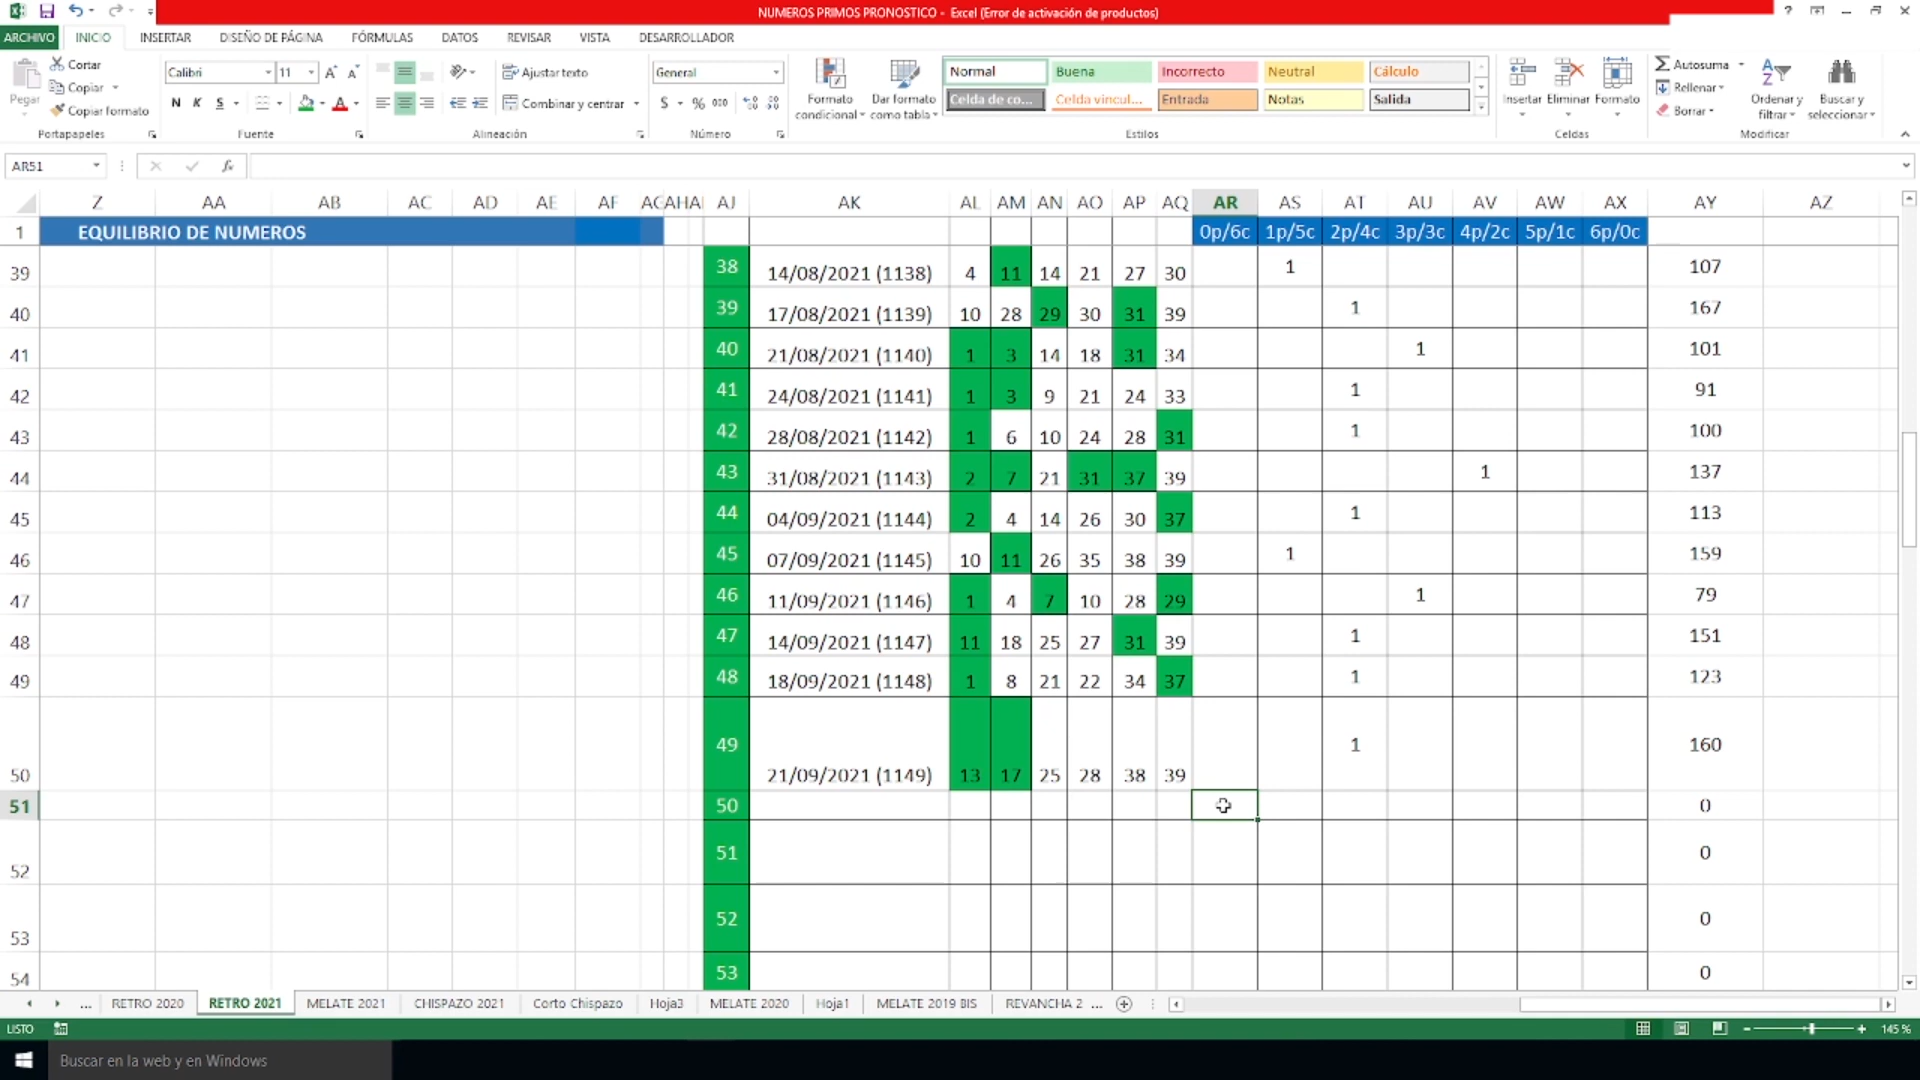 NUMEROS PRIMOS PRONOSTICO - Excel (Error de activación de productos)
ARCHIVO INICIO INSERTAR DISEÑO DE PÁGINA FÓRMULAS DATOS REVISAR VISTA DESARROLLADOR
Pegar
Cortar
Copiar
Copiar formato
Portapapeles
Calibri 11
N K S
Fuente
Ajustar texto
Combinar y centrar
Alineación
General
$ % 000
Número
Formato condicional
Dar formato como tabla
Normal Buena Incorrecto Neutral Cálculo
Celda de co... Celda vincul... Entrada Notas Salida
Estilos
Insertar Eliminar Formato
Celdas
Autosuma
Rellenar
Borrar
Ordenar y filtrar
Buscar y seleccionar
Modificar
AR51 fx
Z AA AB AC AD AE AF AG AH AI AJ AK AL AM AN AO AP AQ AR AS AT AU AV AW AX AY AZ
1 EQUILIBRIO DE NUMEROS 0p/6c 1p/5c 2p/4c 3p/3c 4p/2c 5p/1c 6p/0c
39 38 14/08/2021 (1138) 4 11 14 21 27 30 1 107
40 39 17/08/2021 (1139) 10 28 29 30 31 39 1 167
41 40 21/08/2021 (1140) 1 3 14 18 31 34 1 101
42 41 24/08/2021 (1141) 1 3 9 21 24 33 1 91
43 42 28/08/2021 (1142) 1 6 10 24 28 31 1 100
44 43 31/08/2021 (1143) 2 7 21 31 37 39 1 137
45 44 04/09/2021 (1144) 2 4 14 26 30 37 1 113
46 45 07/09/2021 (1145) 10 11 26 35 38 39 1 159
47 46 11/09/2021 (1146) 1 4 7 10 28 29 1 79
48 47 14/09/2021 (1147) 11 18 25 27 31 39 1 151
49 48 18/09/2021 (1148) 1 8 21 22 34 37 1 123
50 49 21/09/2021 (1149) 13 17 25 28 38 39 1 160
51 50 0
52 51 0
53 52 0
54 53 0
... RETRO 2020 RETRO 2021 MELATE 2021 CHISPAZO 2021 Corto Chispazo Hoja3 MELATE 2020 Hoja1 MELATE 2019 BIS REVANCHA 2 ...
LISTO 145 %
Buscar en la web y en Windows